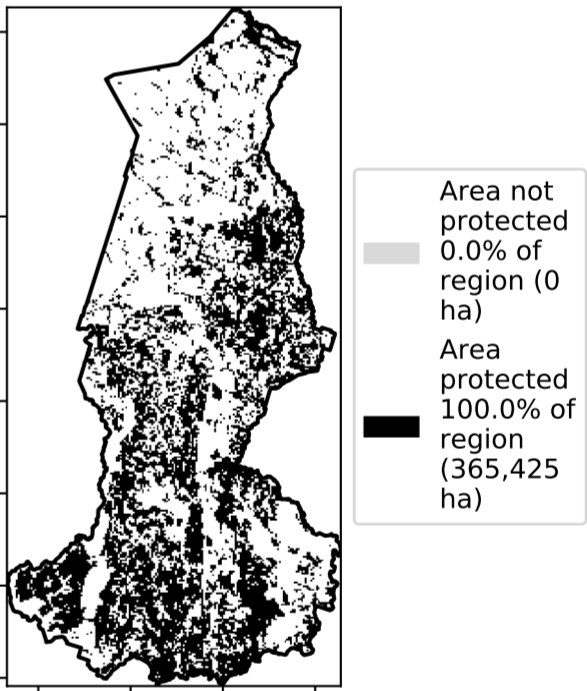 Area not
protected
0.0% of
region (0
ha)
Area
protected
100.0% of
region
(365,425
ha)